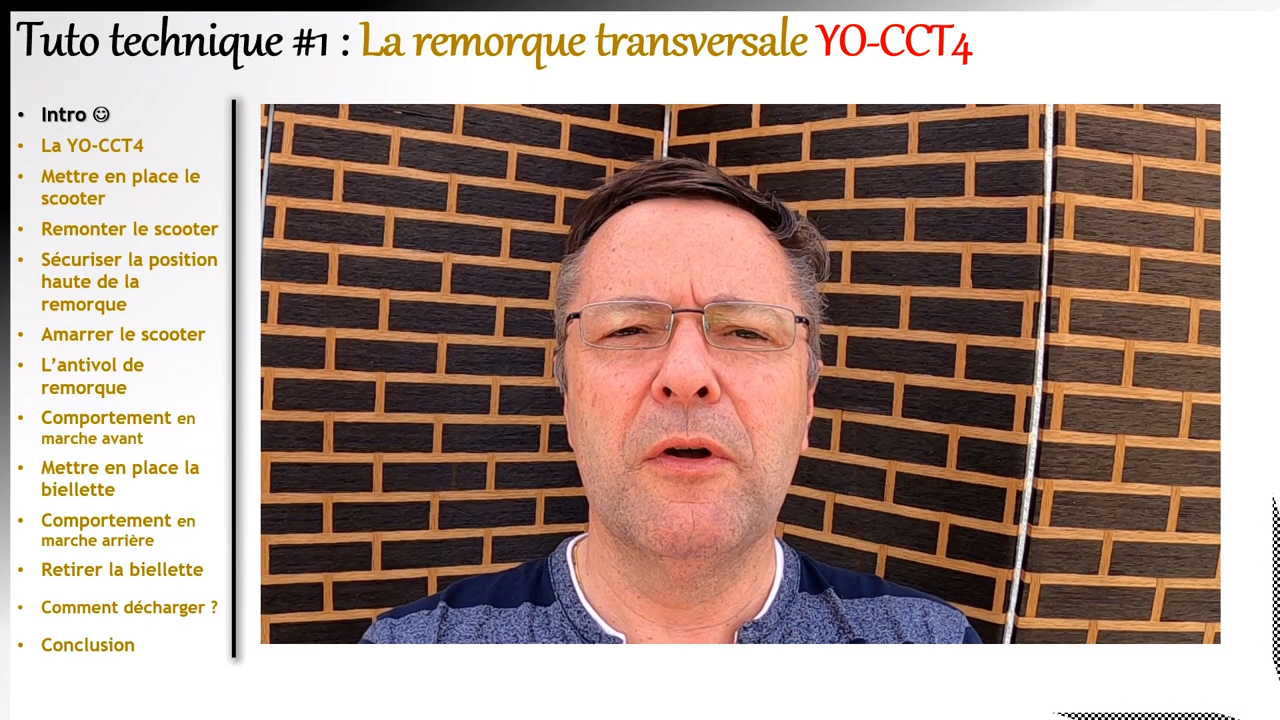 Tuto technique #1 : La remorque transversale YO-CCT4
• Intro ☺
• La YO-CCT4
• Mettre en place le
scooter
• Remonter le scooter
• Sécuriser la position
haute de la
remorque
• Amarrer le scooter
• L’antivol de
remorque
• Comportement en
marche avant
• Mettre en place la
biellette
• Comportement en
marche arrière
• Retirer la biellette
• Comment décharger ?
• Conclusion